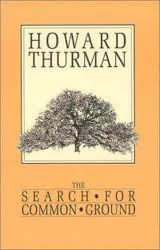 HOWARD
THURMAN
THE
SEARCH • FOR
COMMON • GROUND